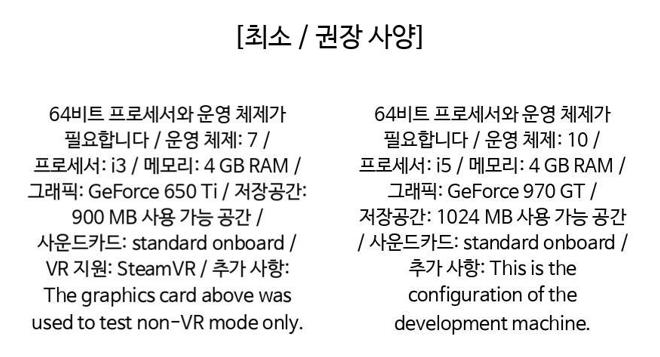 [최소 / 권장 사양]
64비트 프로세서와 운영 체제가
필요합니다 / 운영 체제: 7 /
프로세서: i3 / 메모리: 4 GB RAM /
그래픽: GeForce 650 Ti / 저장공간:
900 MB 사용 가능 공간 /
사운드카드: standard onboard /
VR 지원: SteamVR / 추가 사항:
The graphics card above was
used to test non-VR mode only.
64비트 프로세서와 운영 체제가
필요합니다 / 운영 체제: 10 /
프로세서: i5 / 메모리: 4 GB RAM /
그래픽: GeForce 970 GT /
저장공간: 1024 MB 사용 가능 공간
/ 사운드카드: standard onboard /
추가 사항: This is the
configuration of the
development machine.